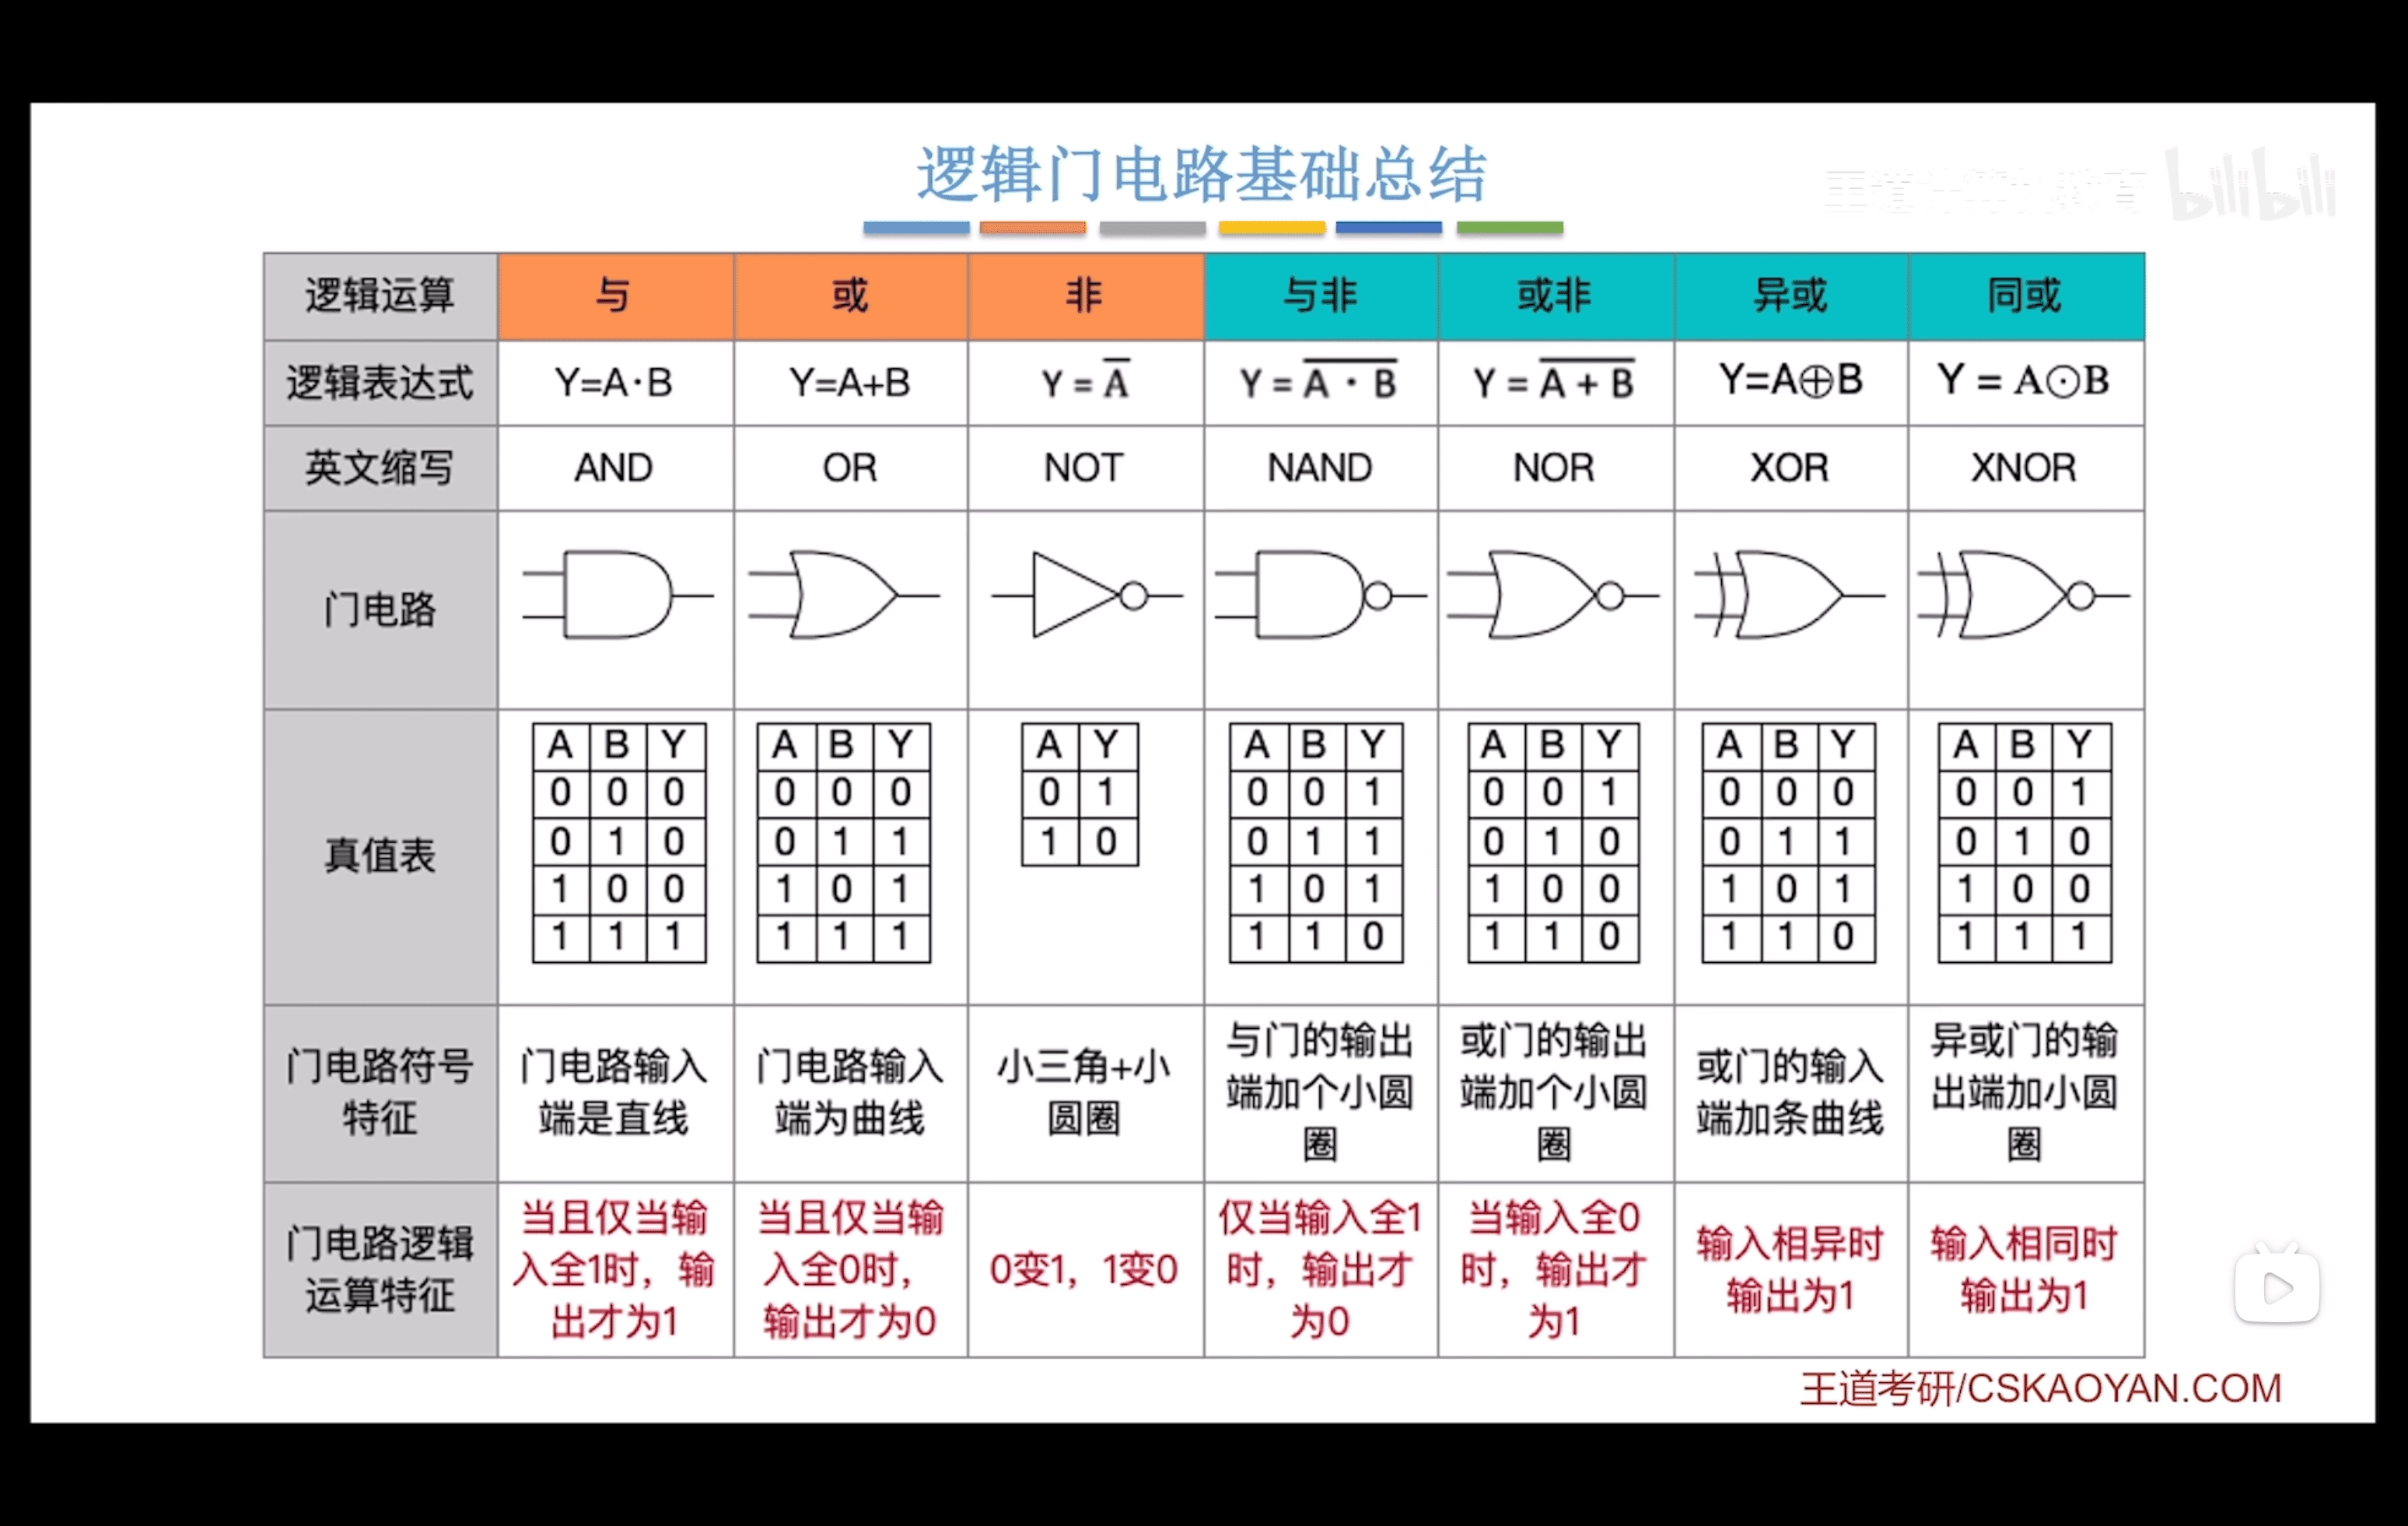 逻辑门电路基础总结
bilibili
逻辑运算 与 或 非 与非 或非 异或 同或
逻辑表达式 Y=A·B Y=A+B Y = A̅ Y = A̅ ̅·̅ ̅B̅ Y = A̅ ̅+̅ ̅B̅ Y=A⊕B Y = A⊙B
英文缩写 AND OR NOT NAND NOR XOR XNOR
门电路
真值表
A B Y
0 0 0
0 1 0
1 0 0
1 1 1
A B Y
0 0 0
0 1 1
1 0 1
1 1 1
A Y
0 1
1 0
A B Y
0 0 1
0 1 1
1 0 1
1 1 0
A B Y
0 0 1
0 1 0
1 0 0
1 1 0
A B Y
0 0 0
0 1 1
1 0 1
1 1 0
A B Y
0 0 1
0 1 0
1 0 0
1 1 1
门电路符号
特征
门电路输入
端是直线
门电路输入
端为曲线
小三角+小
圆圈
与门的输出
端加个小圆
圈
或门的输出
端加个小圆
圈
或门的输入
端加条曲线
异或门的输
出端加小圆
圈
门电路逻辑
运算特征
当且仅当输
入全1时，输
出才为1
当且仅当输
入全0时，
输出才为0
0变1，1变0
仅当输入全1
时，输出才
为0
当输入全0
时，输出才
为1
输入相异时
输出为1
输入相同时
输出为1
王道考研/CSKAOYAN.COM